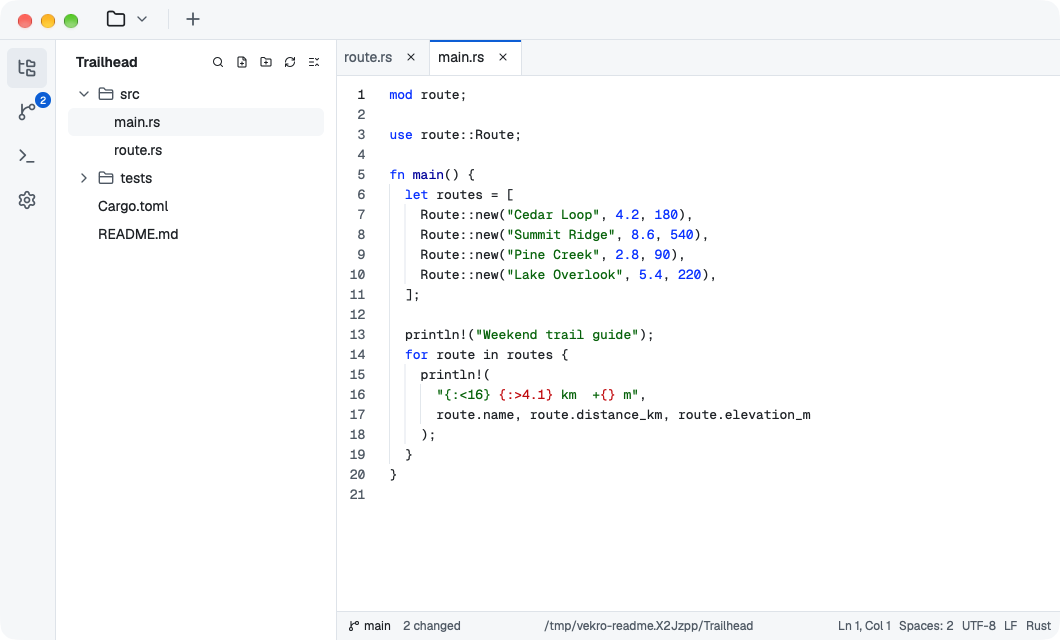 Trailhead
2
src
main.rs
route.rs
tests
Cargo.toml
README.md
route.rs
main.rs
1 mod route;
2
3 use route::Route;
4
5 fn main() {
6 let routes = [
7 Route::new("Cedar Loop", 4.2, 180),
8 Route::new("Summit Ridge", 8.6, 540),
9 Route::new("Pine Creek", 2.8, 90),
10 Route::new("Lake Overlook", 5.4, 220),
11 ];
12
13 println!("Weekend trail guide");
14 for route in routes {
15 println!(
16 "{:<16} {:>4.1} km  +{} m",
17 route.name, route.distance_km, route.elevation_m
18 );
19 }
20 }
21
main 2 changed /tmp/vekro-readme.X2Jzpp/Trailhead Ln 1, Col 1 Spaces: 2 UTF-8 LF Rust